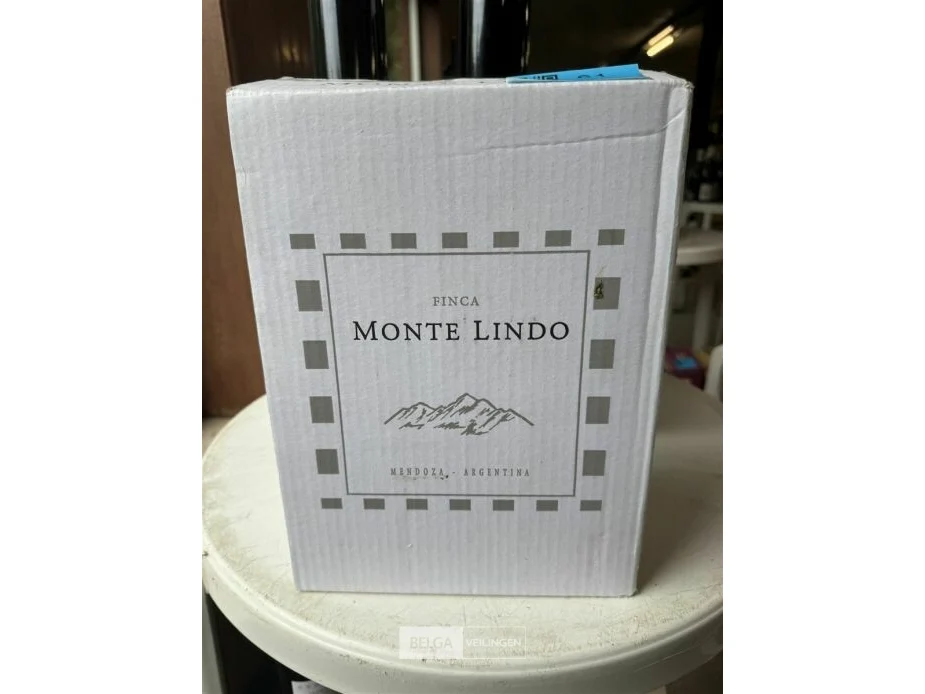 FINCA
MONTE LINDO
MENDOZA - ARGENTINA
BELGA VEILINGEN